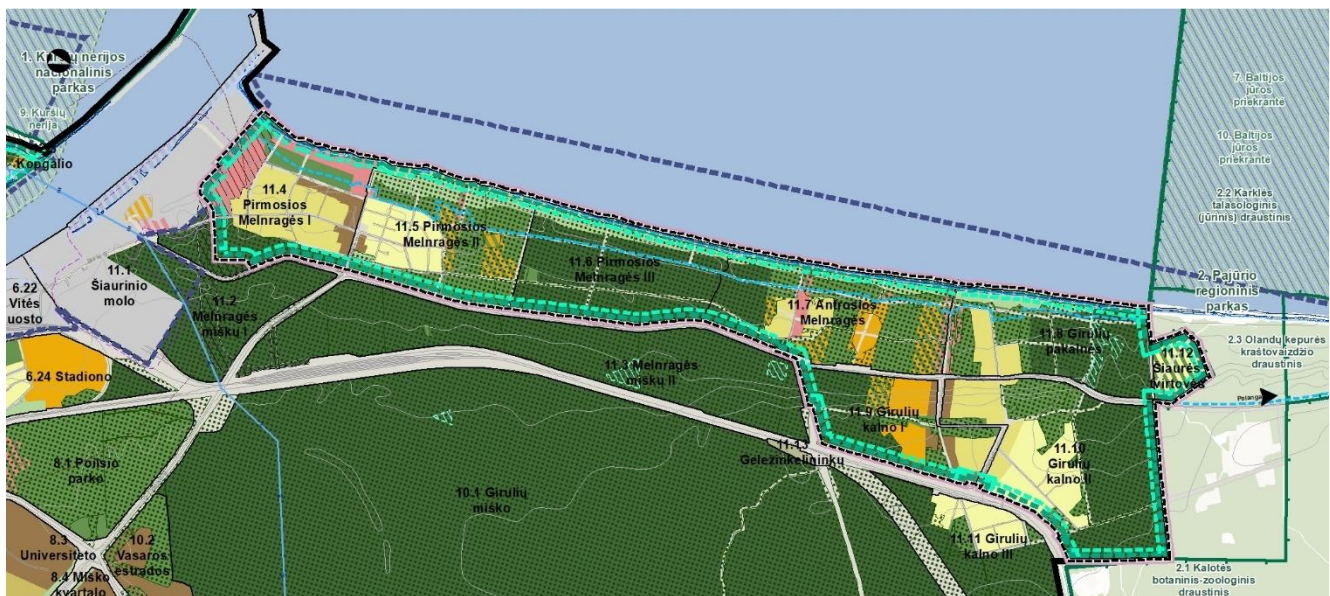 1. Kuršių nerijos
nacionalinis
parkas
9. Kuršių
nerija
Kopgalio
7. Baltijos
jūros
priekrantė
10. Baltijos
jūros
priekrantė
2.2 Karklės
talasologinis
(jūrinis) draustinis
2. Pajūrio
regioninis
parkas
2.3 Olandų kepurės
kraštovaizdžio
draustinis
11.4
Pirmosios
Melnragės I
11.5 Pirmosios
Melnragės II
11.6 Pirmosios
Melnragės III
11.7 Antrosios
Melnragės
11.8 Girulių
pakalnės
11.12
Šiaurės
tvirtovės
Palanga
11.1
Šiaurinio
molo
11.2
Melnragės
miškų I
6.22
Vitės
uosto
6.24 Stadiono
11.3 Melnragės
miškų II
11.9 Girulių
kalno I
11.10
Girulių
kalno II
11.13
Geležinkelininkų
8.1 Poilsio
parko
10.1 Girulių
miško
11.11 Girulių
kalno III
8.3
Universiteto
10.2
Vasaros
estrados
8.4 Miško
kvartalo
2.1 Kalotės
botaninis-zoologinis
draustinis